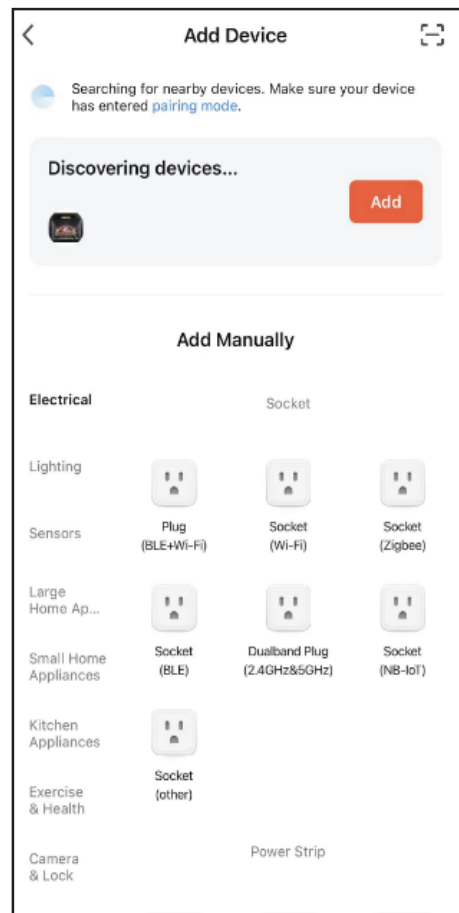 Add Device
Searching for nearby devices. Make sure your device
has entered pairing mode.
Discovering devices...
Add
Add Manually
Electrical
Socket
Lighting
Plug
(BLE+Wi-Fi)
Socket
(Wi-Fi)
Socket
(Zigbee)
Sensors
Large
Home Ap...
Socket
(BLE)
Dualband Plug
(2.4GHz&5GHz)
Socket
(NB-IoT)
Small Home
Appliances
Kitchen
Appliances
Socket
(other)
Exercise
& Health
Power Strip
Camera
& Lock